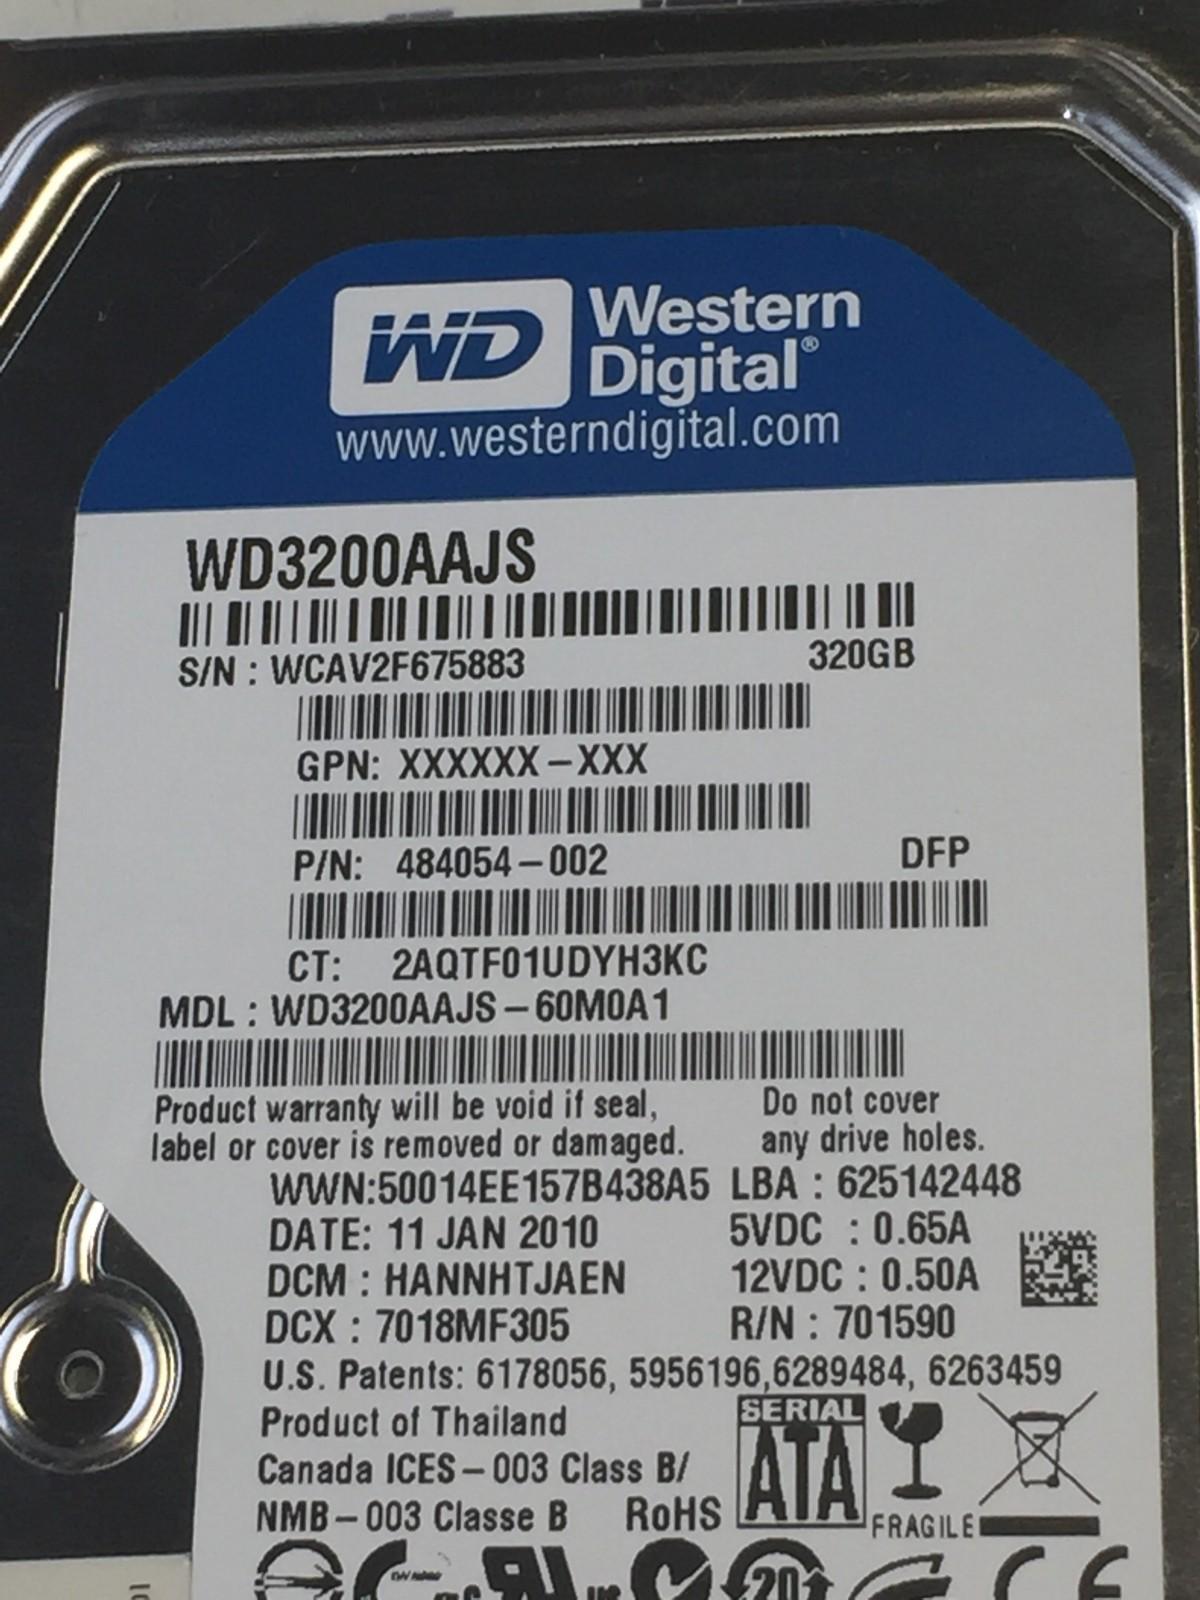 WD Western
Digital®
www.westerndigital.com
WD3200AAJS
S/N : WCAV2F675883 320GB
GPN: XXXXXX-XXX
P/N: 484054-002 DFP
CT: 2AQTF01UDYH3KC
MDL : WD3200AAJS-60M0A1
Product warranty will be void if seal, Do not cover
label or cover is removed or damaged. any drive holes.
WWN:50014EE157B438A5 LBA : 625142448
DATE: 11 JAN 2010 5VDC : 0.65A
DCM : HANNHTJAEN 12VDC : 0.50A
DCX : 7018MF305 R/N : 701590
U.S. Patents: 6178056, 5956196,6289484, 6263459
Product of Thailand SERIAL
Canada ICES-003 Class B/ ATA
NMB-003 Classe B RoHS FRAGILE
20 CE